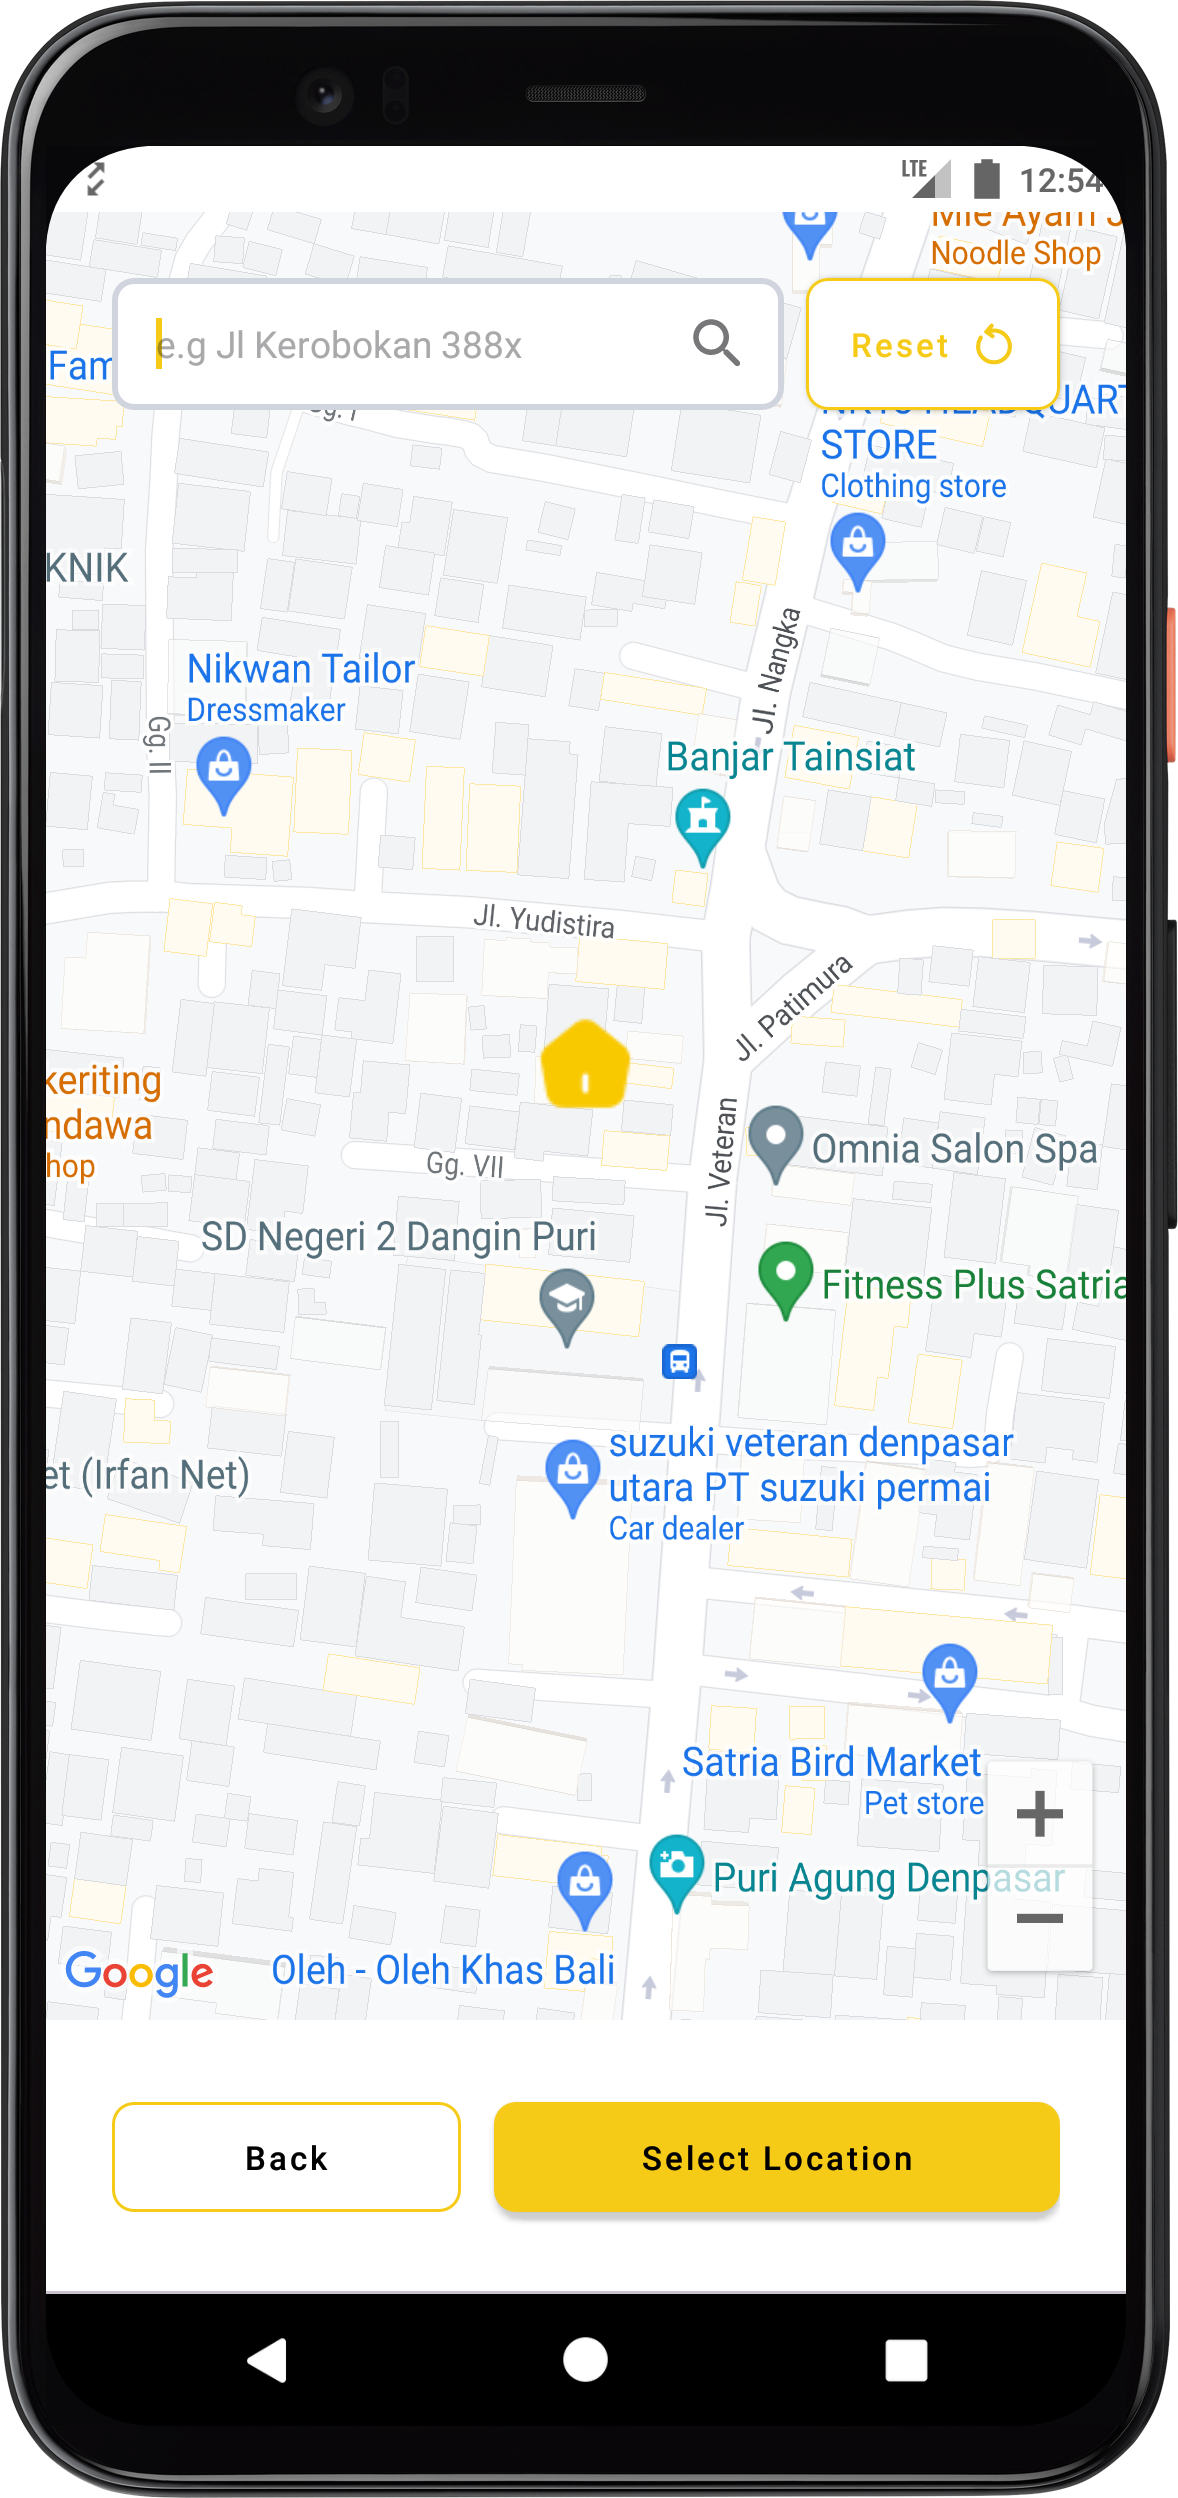 LTE 12:54
Mie Ayam J
Noodle Shop
e.g Jl Kerobokan 388x
Reset
Fam
STORE
Clothing store
KNIK
Jl. Nangka
Nikwan Tailor
Dressmaker
Gg. II
Banjar Tainsiat
Jl. Yudistira
Jl. Patimura
keriting
ndawa
hop
Jl. Veteran
Omnia Salon Spa
Gg. VII
SD Negeri 2 Dangin Puri
Fitness Plus Satria
suzuki veteran denpasar
utara PT suzuki permai
Car dealer
et (Irfan Net)
Satria Bird Market
Pet store
+
Puri Agung Denpasar
−
Google
Oleh - Oleh Khas Bali
Back
Select Location